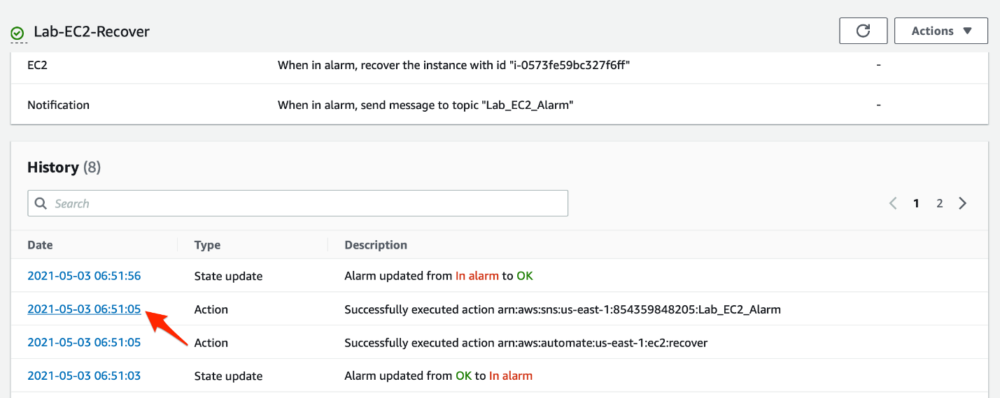 Lab-EC2-Recover
Actions
EC2 When in alarm, recover the instance with id "i-0573fe59bc327f6ff" -
Notification When in alarm, send message to topic "Lab_EC2_Alarm" -
History (8)
Search
1 2
Date Type Description
2021-05-03 06:51:56 State update Alarm updated from In alarm to OK
2021-05-03 06:51:05 Action Successfully executed action arn:aws:sns:us-east-1:854359848205:Lab_EC2_Alarm
2021-05-03 06:51:05 Action Successfully executed action arn:aws:automate:us-east-1:ec2:recover
2021-05-03 06:51:03 State update Alarm updated from OK to In alarm